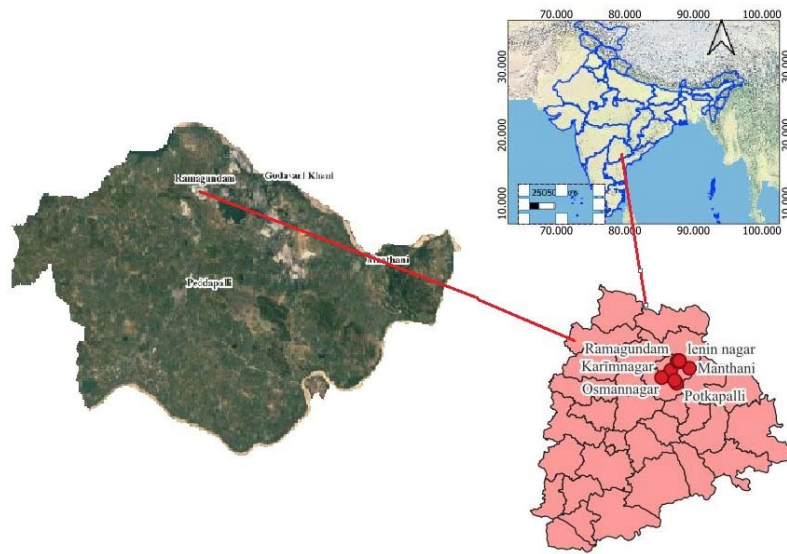 Ramagundam
Godavari Khani
Manthani
Peddapalli
70.000 80.000 90.000 100.000
30.000
20.000
10.000
30.000
20.000
10.000
70.000 80.000 90.000 100.000
Ramagundam lenin nagar
Karimnagar Manthani
Osmannagar
Potkapalli